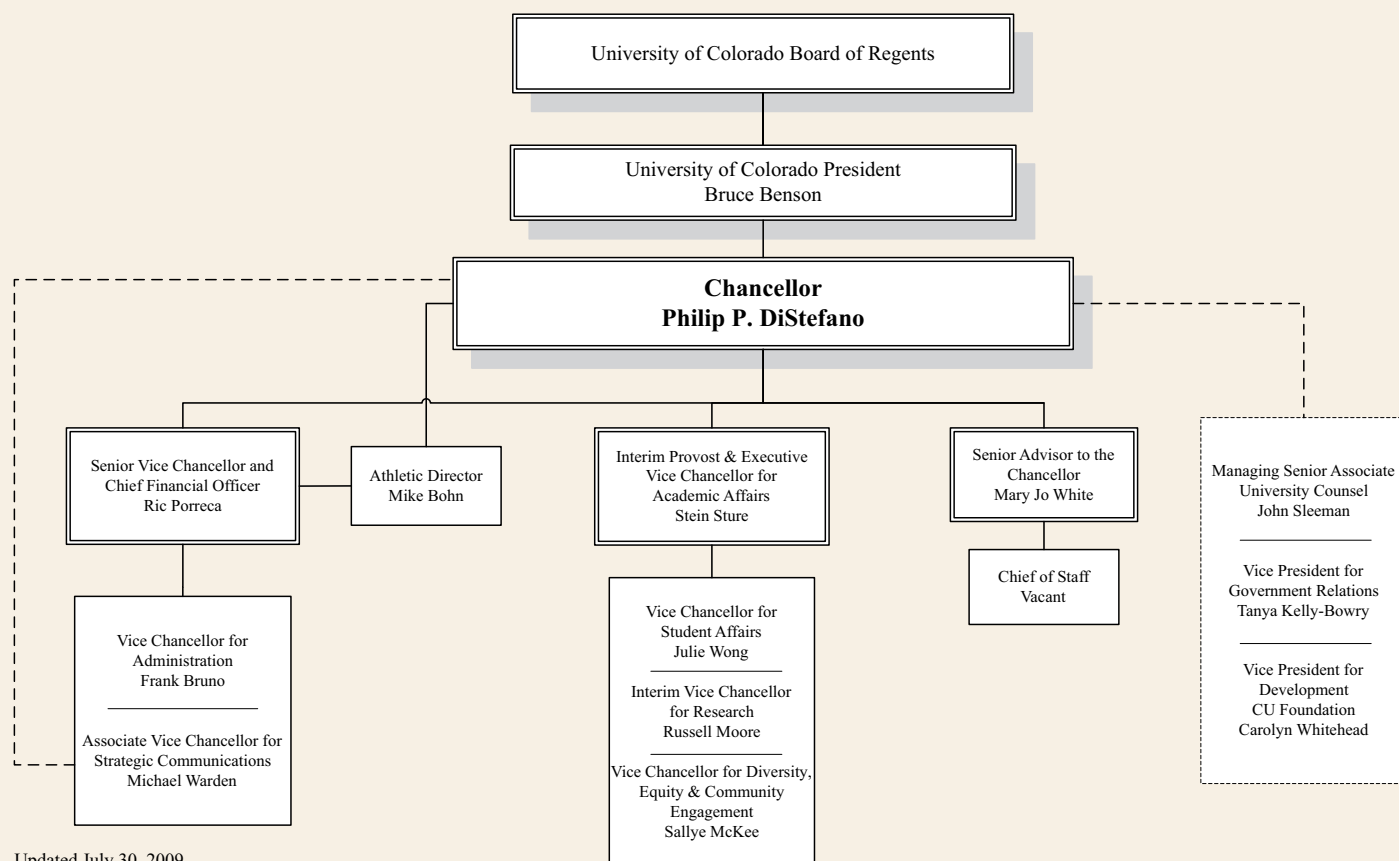 University of Colorado Board of Regents
University of Colorado President
Bruce Benson
Chancellor
Philip P. DiStefano
Senior Vice Chancellor and
Chief Financial Officer
Ric Porreca
Athletic Director
Mike Bohn
Interim Provost & Executive
Vice Chancellor for
Academic Affairs
Stein Sture
Senior Advisor to the
Chancellor
Mary Jo White
Managing Senior Associate
University Counsel
John Sleeman
Vice President for
Government Relations
Tanya Kelly-Bowry
Vice President for
Development
CU Foundation
Carolyn Whitehead
Chief of Staff
Vacant
Vice Chancellor for
Administration
Frank Bruno
Associate Vice Chancellor for
Strategic Communications
Michael Warden
Vice Chancellor for
Student Affairs
Julie Wong
Interim Vice Chancellor
for Research
Russell Moore
Vice Chancellor for Diversity,
Equity & Community
Engagement
Sallye McKee
Updated July 30, 2009